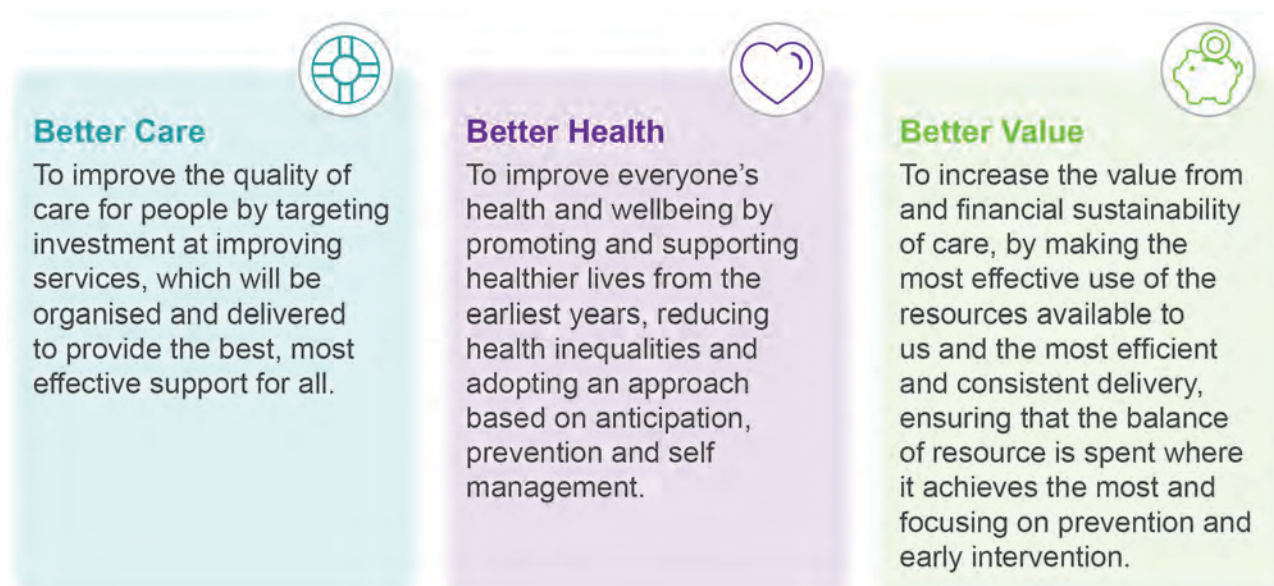 Better Care
To improve the quality of
care for people by targeting
investment at improving
services, which will be
organised and delivered
to provide the best, most
effective support for all.
Better Health
To improve everyone’s
health and wellbeing by
promoting and supporting
healthier lives from the
earliest years, reducing
health inequalities and
adopting an approach
based on anticipation,
prevention and self
management.
Better Value
To increase the value from
and financial sustainability
of care, by making the
most effective use of the
resources available to
us and the most efficient
and consistent delivery,
ensuring that the balance
of resource is spent where
it achieves the most and
focusing on prevention and
early intervention.